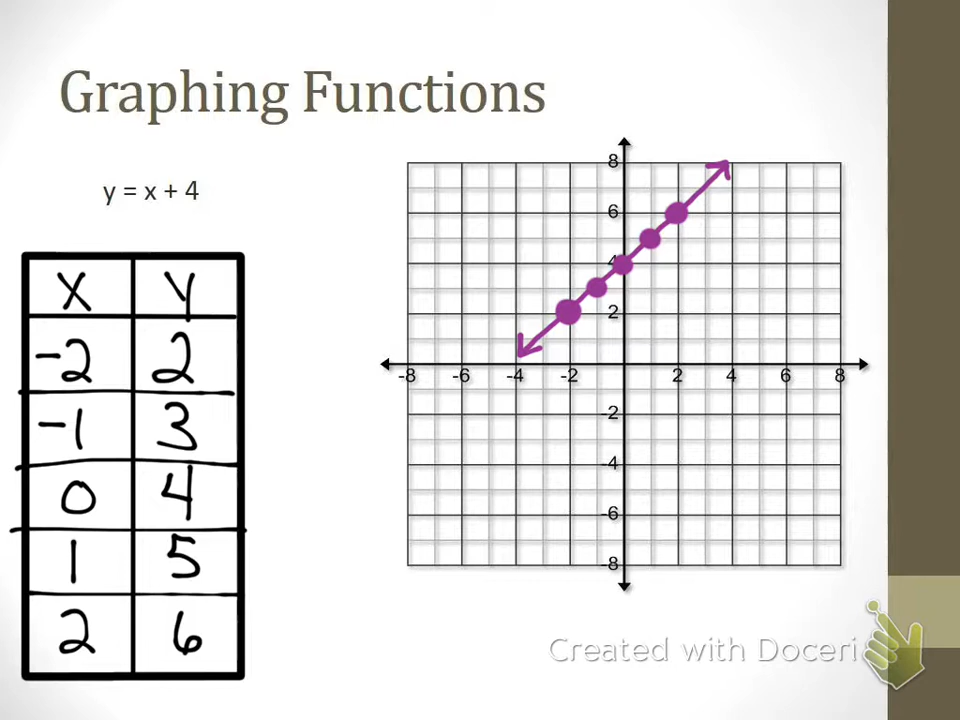 Graphing Functions
y = x + 4
X Y
-2 2
-1 3
0 4
1 5
2 6
8
6
4
2
-8 -6 -4 -2 2 4 6 8
-2
-4
-6
-8
Created with Doceri